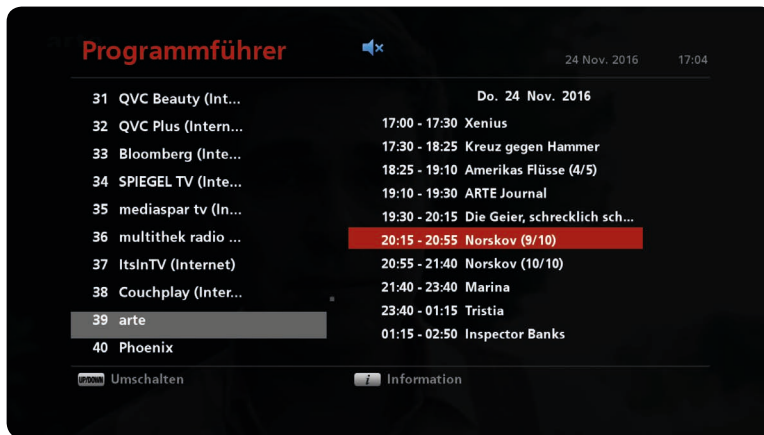 Programmführer
24 Nov. 2016 17:04
31 QVC Beauty (Int...
32 QVC Plus (Intern...
33 Bloomberg (Inte...
34 SPIEGEL TV (Inte...
35 mediaspar tv (In...
36 multithek radio ...
37 ItsInTV (Internet)
38 Couchplay (Inter...
39 arte
40 Phoenix
Do. 24 Nov. 2016
17:00 - 17:30 Xenius
17:30 - 18:25 Kreuz gegen Hammer
18:25 - 19:10 Amerikas Flüsse (4/5)
19:10 - 19:30 ARTE Journal
19:30 - 20:15 Die Geier, schrecklich sch...
20:15 - 20:55 Norskov (9/10)
20:55 - 21:40 Norskov (10/10)
21:40 - 23:40 Marina
23:40 - 01:15 Tristia
01:15 - 02:50 Inspector Banks
UP/DOWN Umschalten
i Information